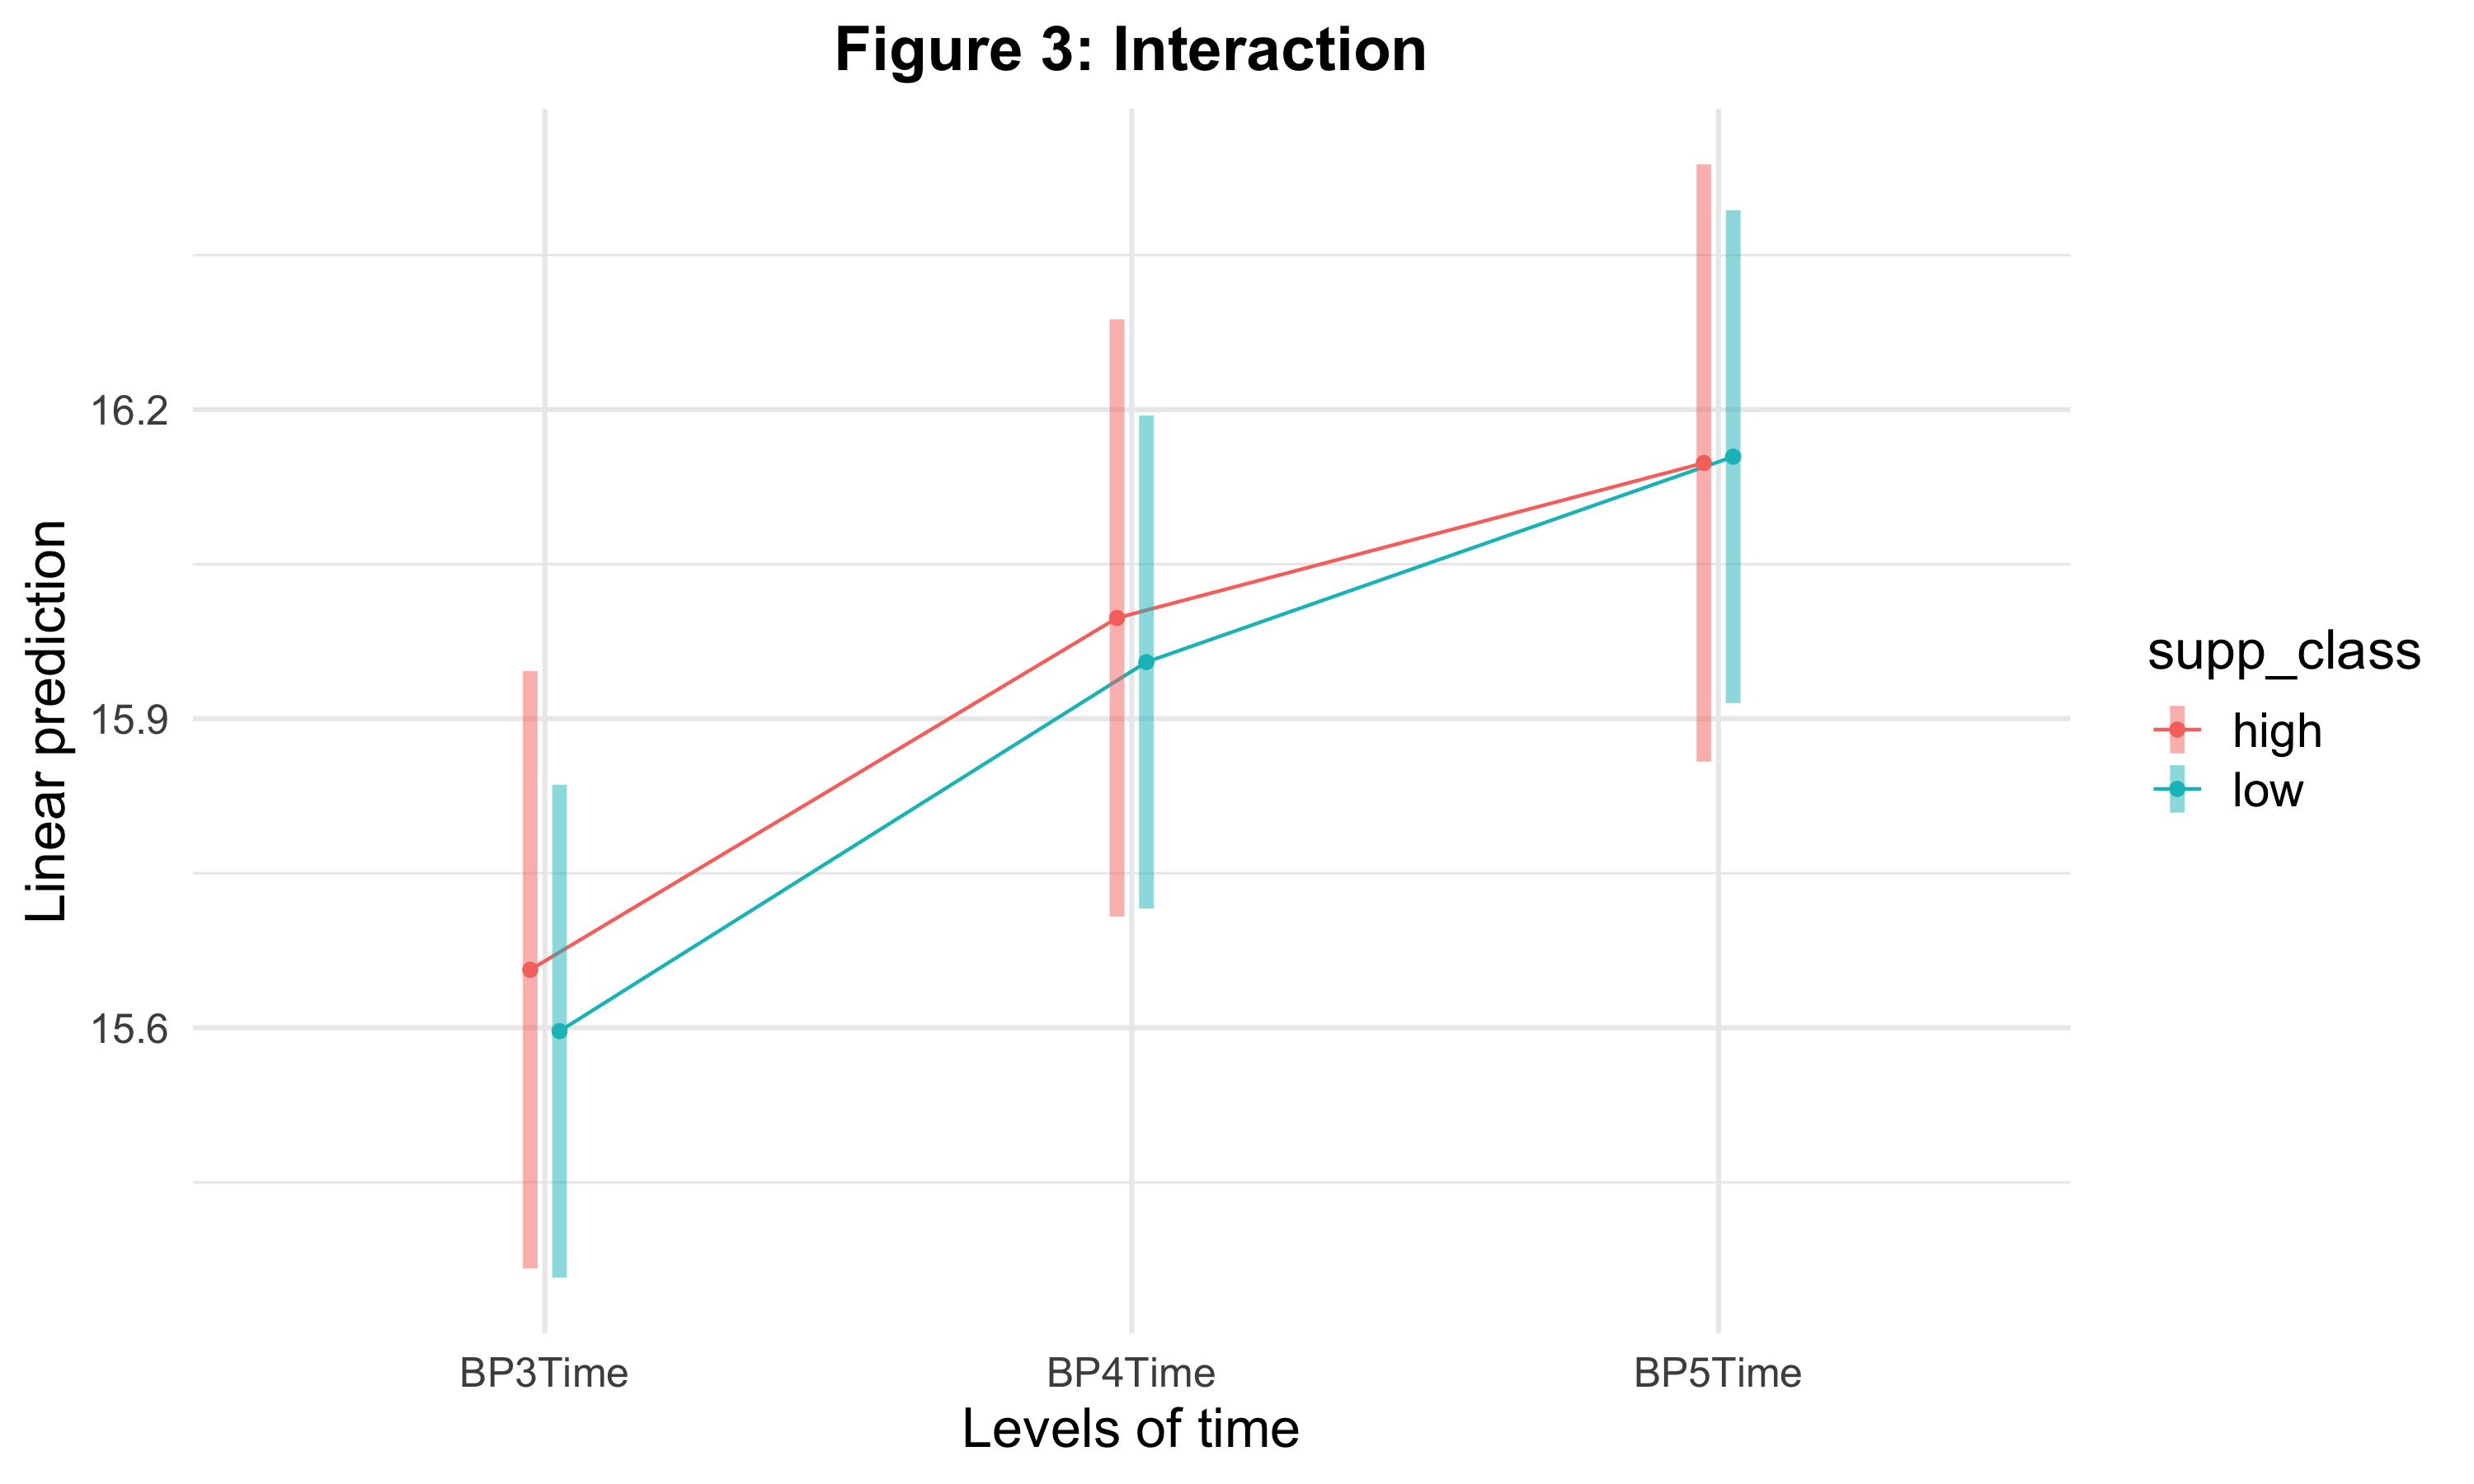 Figure 3: Interaction
Linear prediction
16.2
15.9
15.6
BP3Time
BP4Time
BP5Time
Levels of time
supp_class
high
low